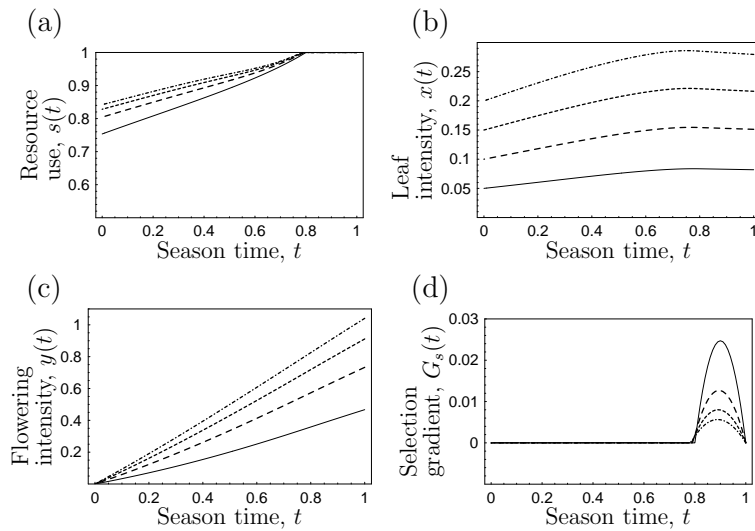 (a)
1
0.9
0.8
0.7
0.6
0 0.2 0.4 0.6 0.8 1
Resource
use, s(t)
Season time, t
(b)
0.25
0.2
0.15
0.1
0.05
0 0.2 0.4 0.6 0.8 1
Leaf
intensity, x(t)
Season time, t
(c)
1
0.8
0.6
0.4
0.2
0 0.2 0.4 0.6 0.8 1
Flowering
intensity, y(t)
Season time, t
(d)
0.03
0.02
0.01
0
0 0.2 0.4 0.6 0.8 1
Selection
gradient, Gₛ(t)
Season time, t